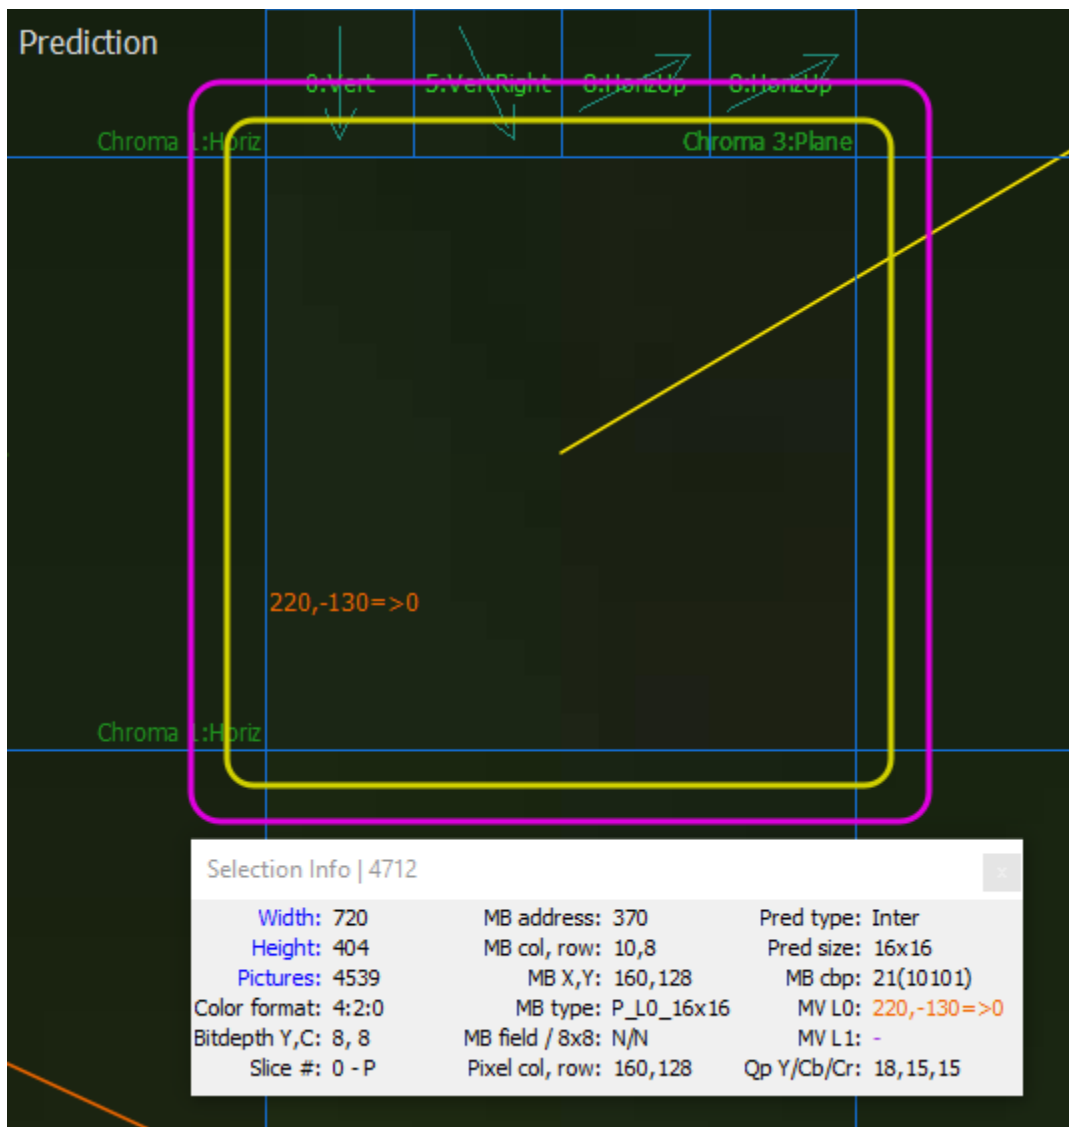 Prediction
0:Vert 5:VertRight 8:HorizUp 8:HorizUp
Chroma 1:Horiz Chroma 3:Plane
220,-130=>0
Chroma 1:Horiz
Selection Info | 4712 x
Width: 720 MB address: 370 Pred type: Inter
Height: 404 MB col, row: 10,8 Pred size: 16x16
Pictures: 4539 MB X,Y: 160,128 MB cbp: 21(10101)
Color format: 4:2:0 MB type: P_L0_16x16 MV L0: 220,-130=>0
Bitdepth Y,C: 8, 8 MB field / 8x8: N/N MV L1: -
Slice #: 0 - P Pixel col, row: 160,128 Qp Y/Cb/Cr: 18,15,15